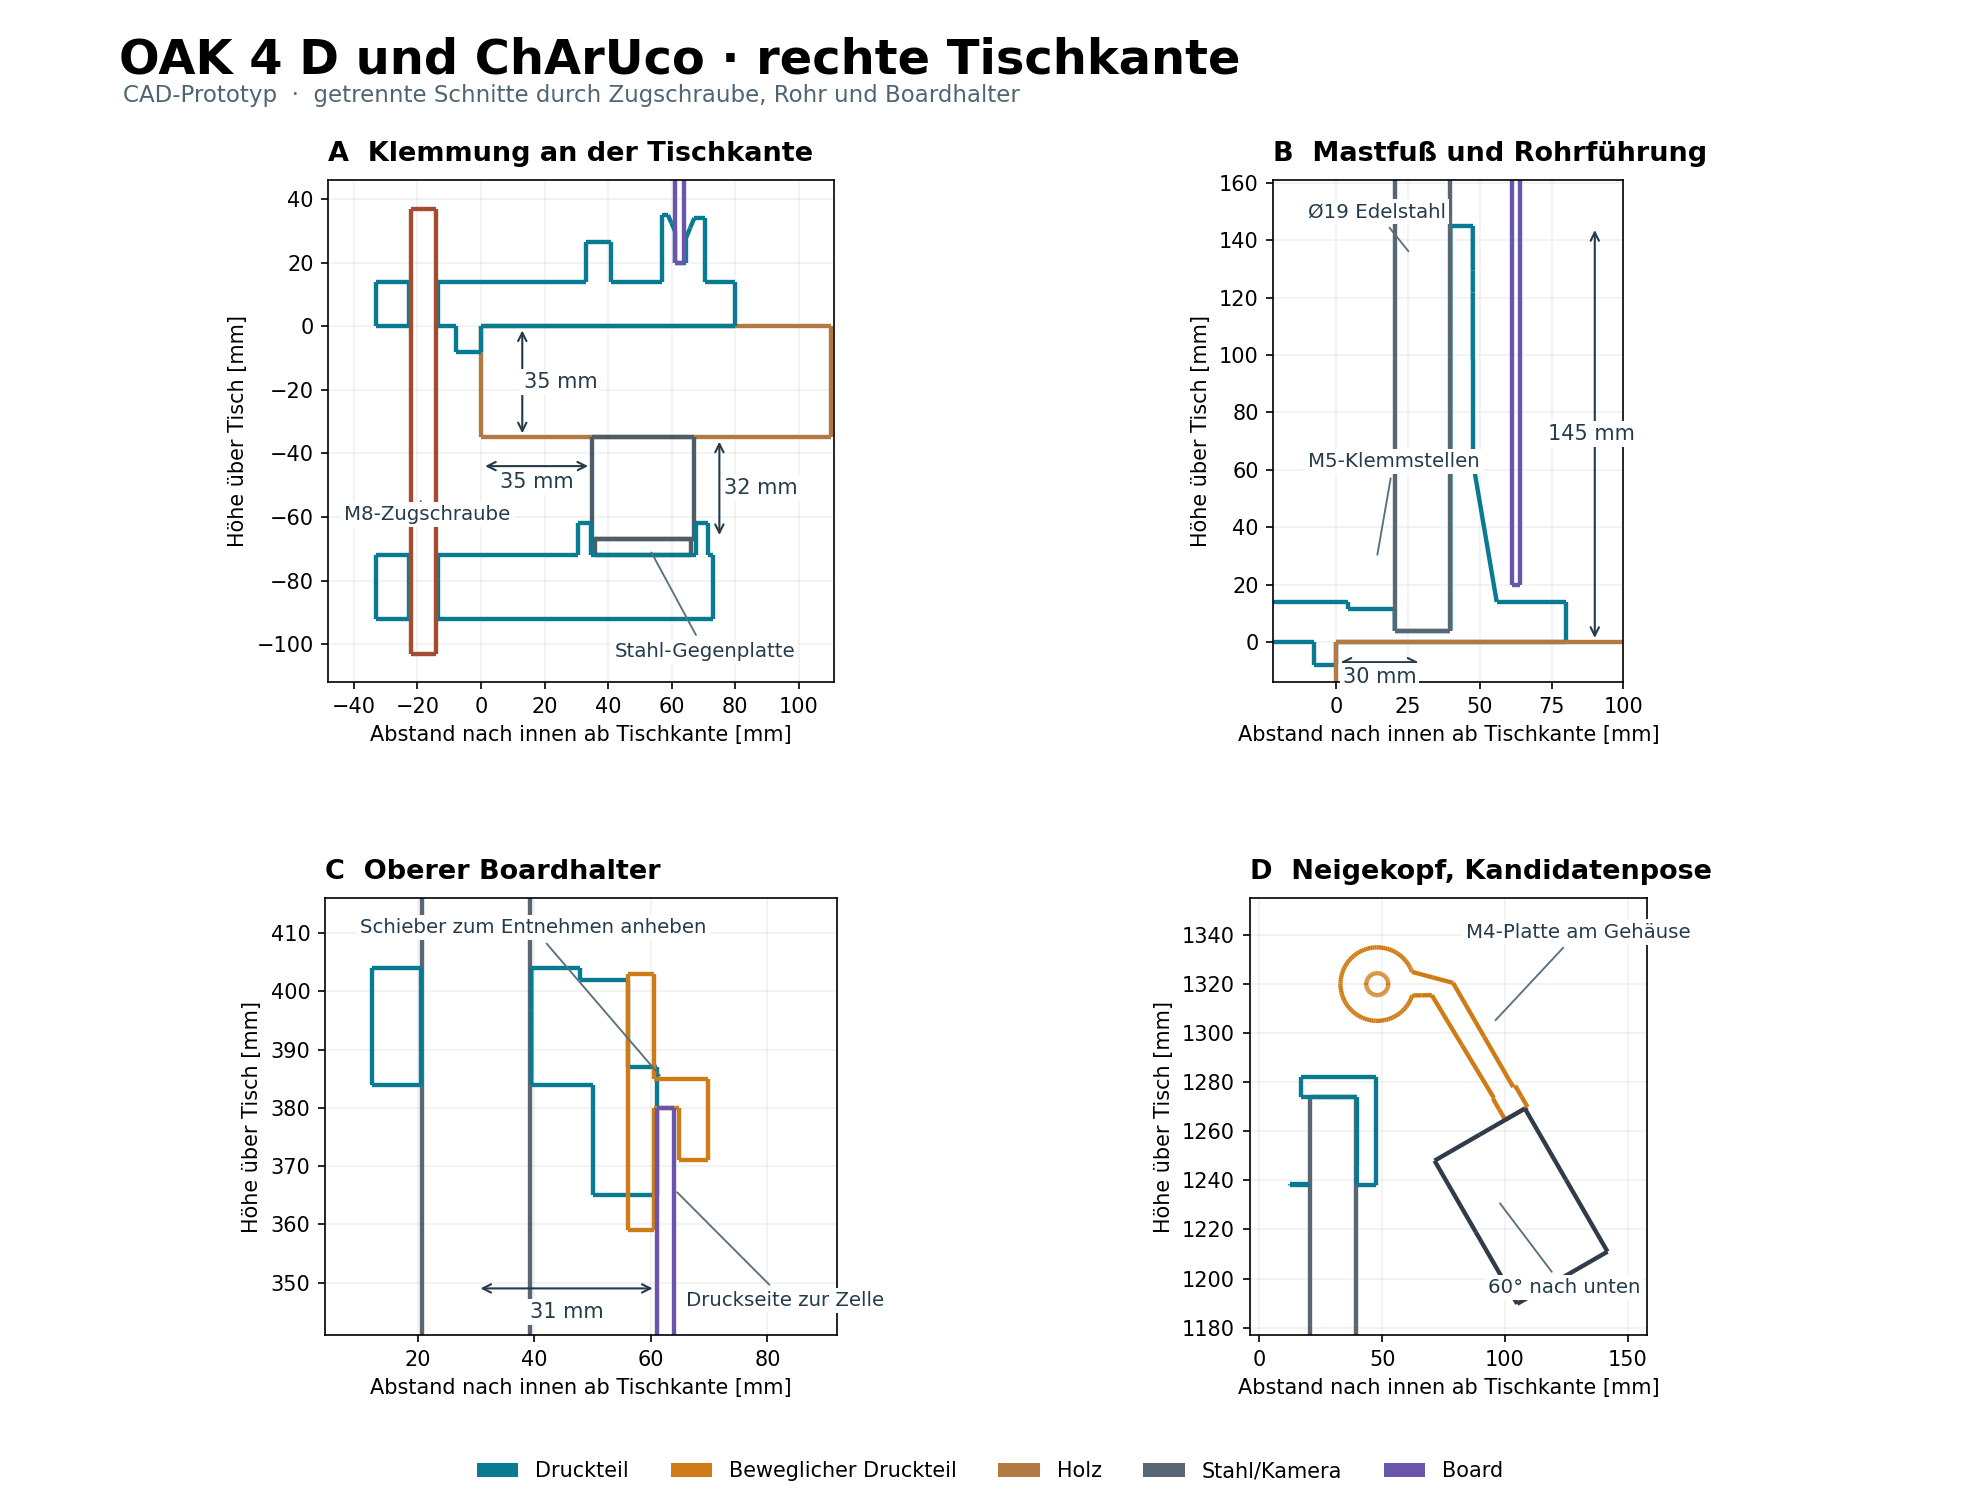 OAK 4 D und ChArUco · rechte Tischkante
CAD-Prototyp · getrennte Schnitte durch Zugschraube, Rohr und Boardhalter
A Klemmung an der Tischkante
40
20
0
−20
−40
−60
−80
−100
Höhe über Tisch [mm]
35 mm
35 mm
32 mm
M8-Zugschraube
Stahl-Gegenplatte
−40 −20 0 20 40 60 80 100
Abstand nach innen ab Tischkante [mm]
B Mastfuß und Rohrführung
160
140
120
100
80
60
40
20
0
Höhe über Tisch [mm]
Ø19 Edelstahl
145 mm
M5-Klemmstellen
30 mm
0 25 50 75 100
Abstand nach innen ab Tischkante [mm]
C Oberer Boardhalter
410
400
390
380
370
360
350
Höhe über Tisch [mm]
Schieber zum Entnehmen anheben
Druckseite zur Zelle
31 mm
20 40 60 80
Abstand nach innen ab Tischkante [mm]
D Neigekopf, Kandidatenpose
1340
1320
1300
1280
1260
1240
1220
1200
1180
Höhe über Tisch [mm]
M4-Platte am Gehäuse
60° nach unten
0 50 100 150
Abstand nach innen ab Tischkante [mm]
Druckteil Beweglicher Druckteil Holz Stahl/Kamera Board